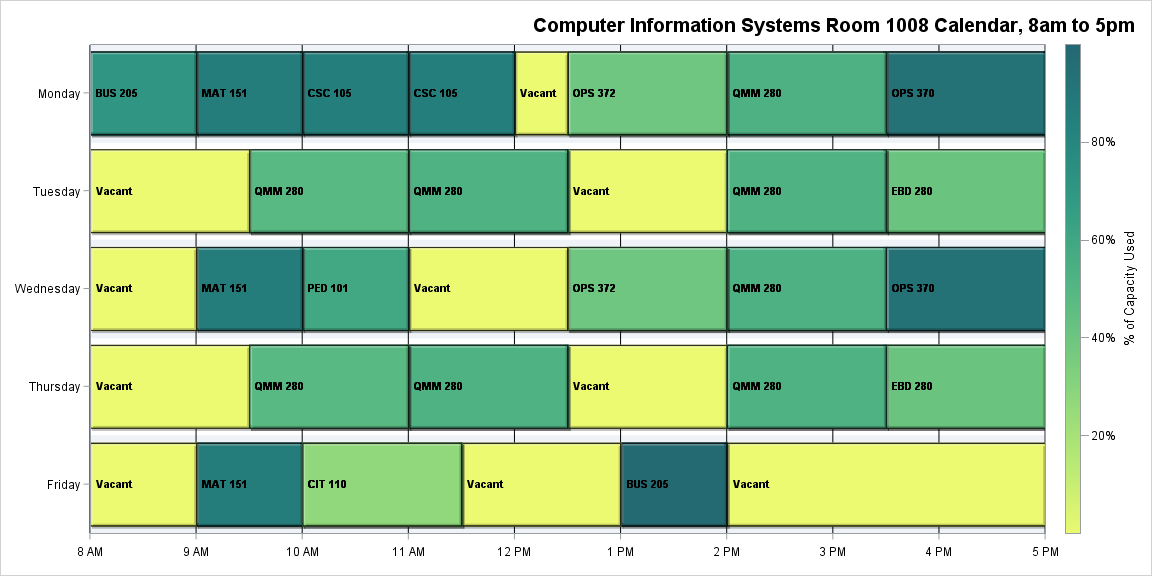 Computer Information Systems Room 1008 Calendar, 8am to 5pm
Monday BUS 205 MAT 151 CSC 105 CSC 105 Vacant OPS 372 QMM 280 OPS 370
Tuesday Vacant QMM 280 QMM 280 Vacant QMM 280 EBD 280
Wednesday Vacant MAT 151 PED 101 Vacant OPS 372 QMM 280 OPS 370
Thursday Vacant QMM 280 QMM 280 Vacant QMM 280 EBD 280
Friday Vacant MAT 151 CIT 110 Vacant BUS 205 Vacant
8 AM 9 AM 10 AM 11 AM 12 PM 1 PM 2 PM 3 PM 4 PM 5 PM
80%
60%
40%
20%
% of Capacity Used